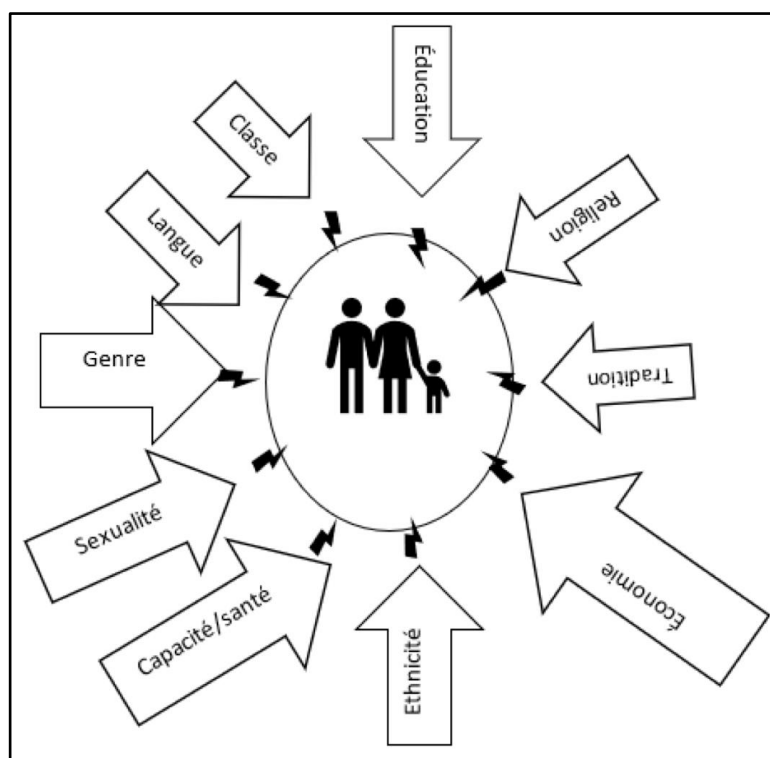 Éducation
Classe
Religion
Langue
Genre
Tradition
Sexualité
Capacité/santé
Économie
Ethnicité